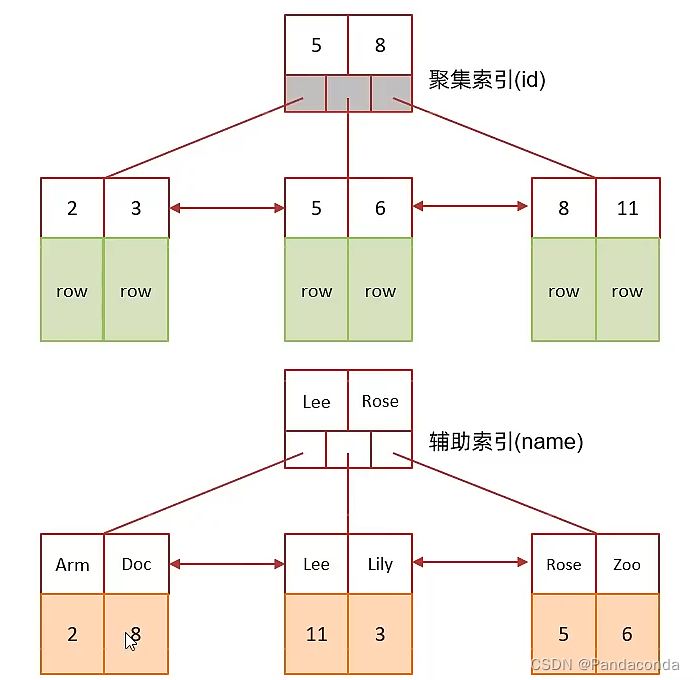 5 8
聚集索引(id)
2 3 5 6 8 11
row row row row row row
Lee Rose
辅助索引(name)
Arm Doc Lee Lily Rose Zoo
2 8 11 3 5 6
CSDN @Pandaconda